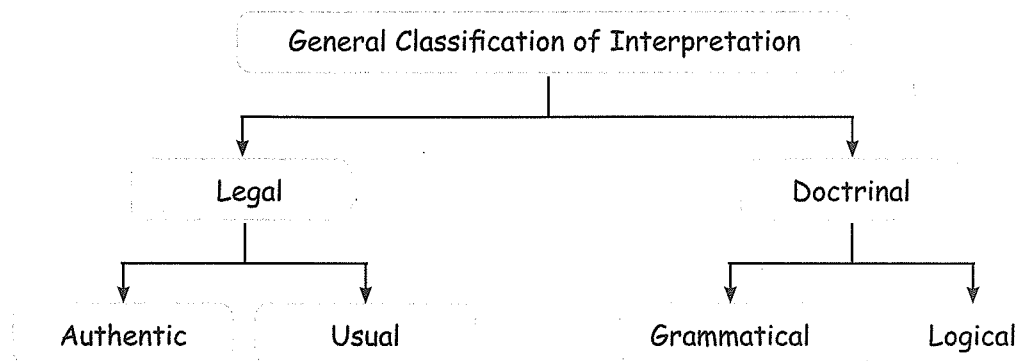 General Classification of Interpretation
Legal Doctrinal
Authentic Usual Grammatical Logical